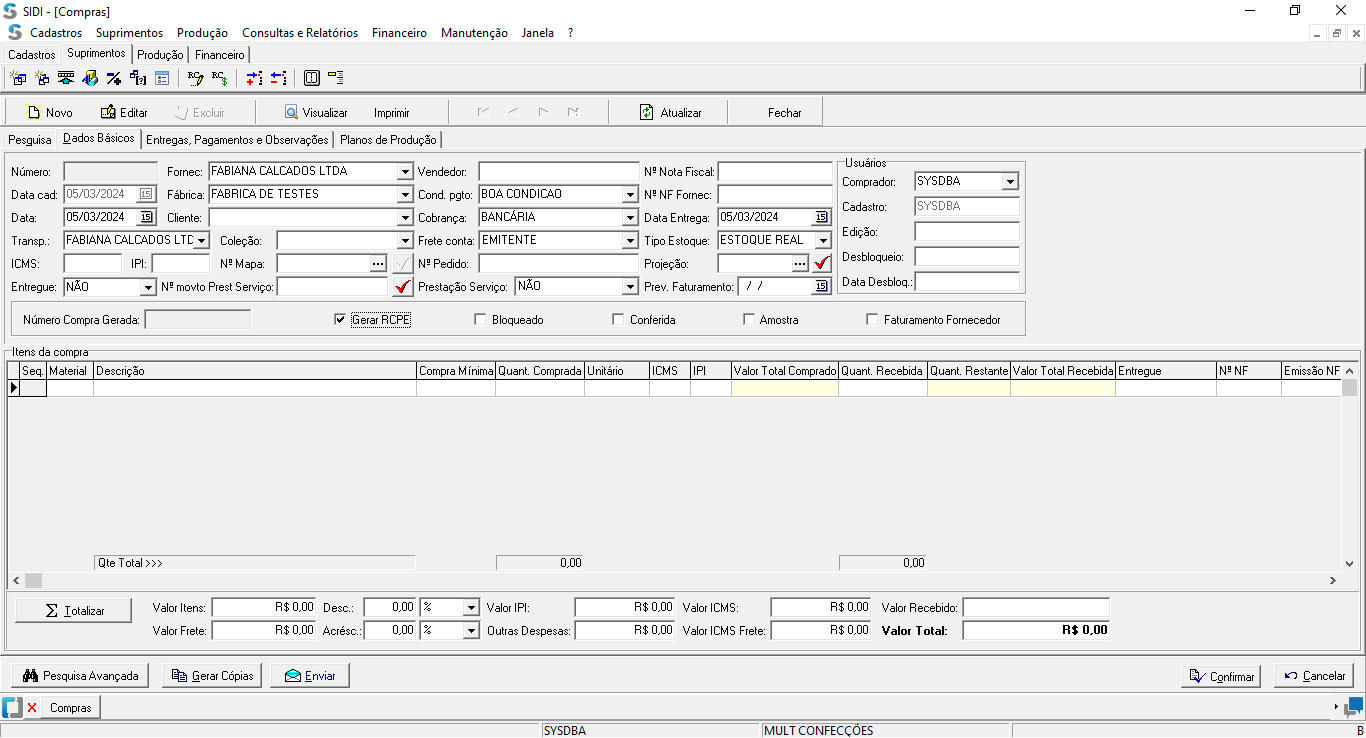 SIDI - [Compras]
Cadastros Suprimentos Produção Consultas e Relatórios Financeiro Manutenção Janela ?
Cadastros Suprimentos Produção Financeiro
Novo Editar Excluir Visualizar Imprimir Atualizar Fechar
Pesquisa Dados Básicos Entregas, Pagamentos e Observações Planos de Produção
Número: Fornec: FABIANA CALCADOS LTDA Vendedor: Nº Nota Fiscal: Usuários
Comprador: SYSDBA
Data cad: 05/03/2024 15 Fábrica: FABRICA DE TESTES Cond. pgto: BOA CONDICAO Nº NF Fornec:
Cadastro: SYSDBA
Data: 05/03/2024 15 Cliente: Cobrança: BANCÁRIA Data Entrega: 05/03/2024 15
Edição:
Transp.: FABIANA CALCADOS LTC Coleção: Frete conta: EMITENTE Tipo Estoque: ESTOQUE REAL
Desbloqueio:
ICMS: IPI: Nº Mapa: ... Nº Pedido: Projeção: ...
Data Desbloq.:
Entregue: NÃO Nº movto Prest Serviço: Prestação Serviço: NÃO Prev. Faturamento: / / 15
Número Compra Gerada: Gerar RCPE Bloqueado Conferida Amostra Faturamento Fornecedor
Itens da compra
Seq. Material Descrição Compra Mínima Quant. Comprada Unitário ICMS IPI Valor Total Comprado Quant. Recebida Quant. Restante Valor Total Recebida Entregue Nº NF Emissão NF
Qte Total >>> 0,00 0,00
Totalizar Valor Itens: R$ 0,00 Desc.: 0,00 % Valor IPI: R$ 0,00 Valor ICMS: R$ 0,00 Valor Recebido:
Valor Frete: R$ 0,00 Acrésc.: 0,00 % Outras Despesas: R$ 0,00 Valor ICMS Frete: R$ 0,00 Valor Total: R$ 0,00
Pesquisa Avançada Gerar Cópias Enviar Confirmar Cancelar
Compras
SYSDBA MULT CONFECÇÕES B